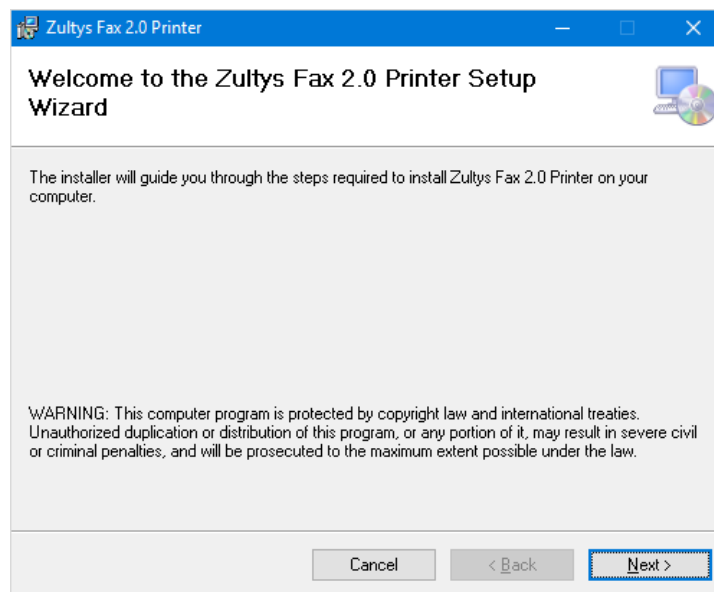 Zultys Fax 2.0 Printer
Welcome to the Zultys Fax 2.0 Printer Setup
Wizard
The installer will guide you through the steps required to install Zultys Fax 2.0 Printer on your
computer.
WARNING: This computer program is protected by copyright law and international treaties.
Unauthorized duplication or distribution of this program, or any portion of it, may result in severe civil
or criminal penalties, and will be prosecuted to the maximum extent possible under the law.
Cancel
< Back
Next >